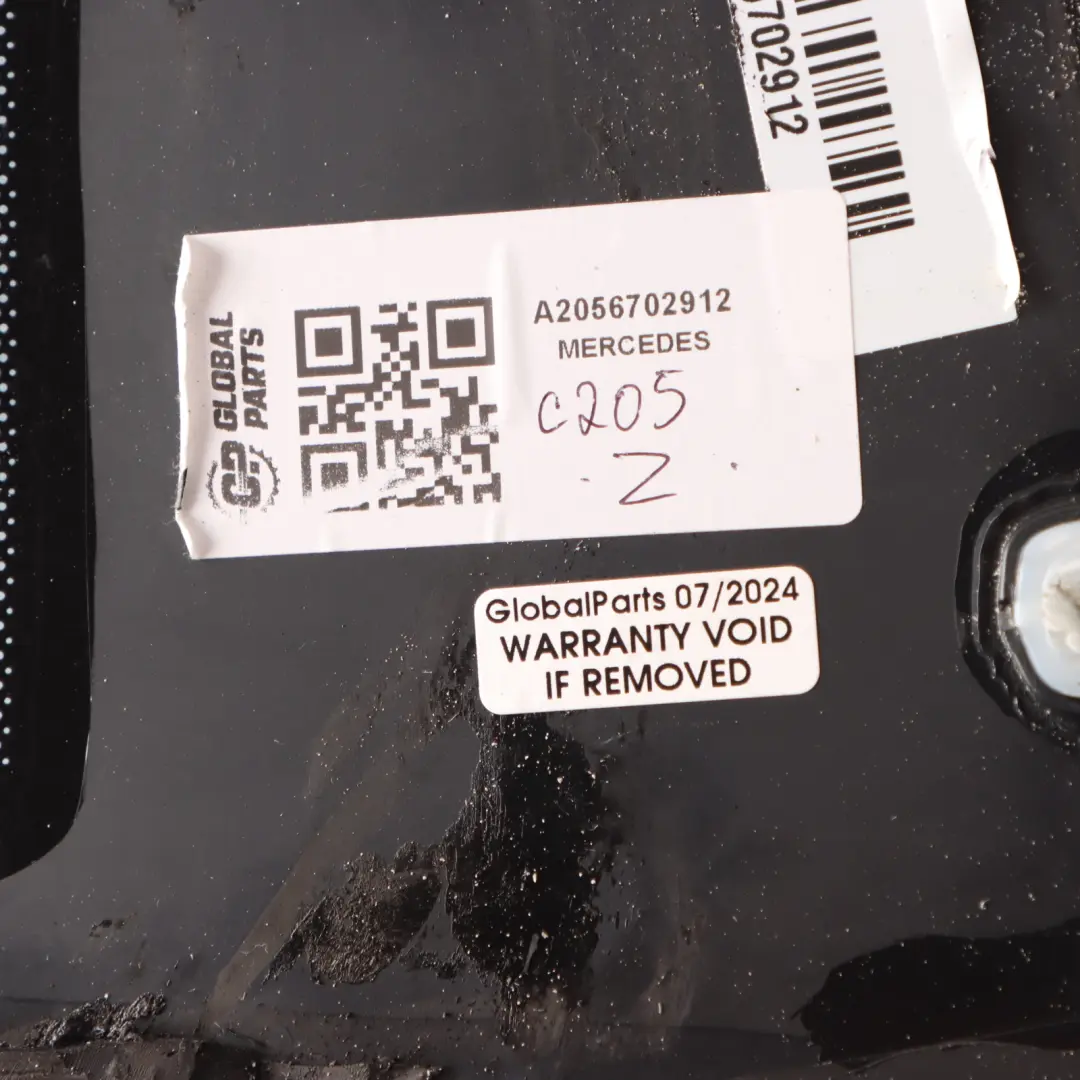 702912
GLOBAL
PARTS
A2056702912
MERCEDES
C205
Z
GlobalParts 07/2024
WARRANTY VOID
IF REMOVED